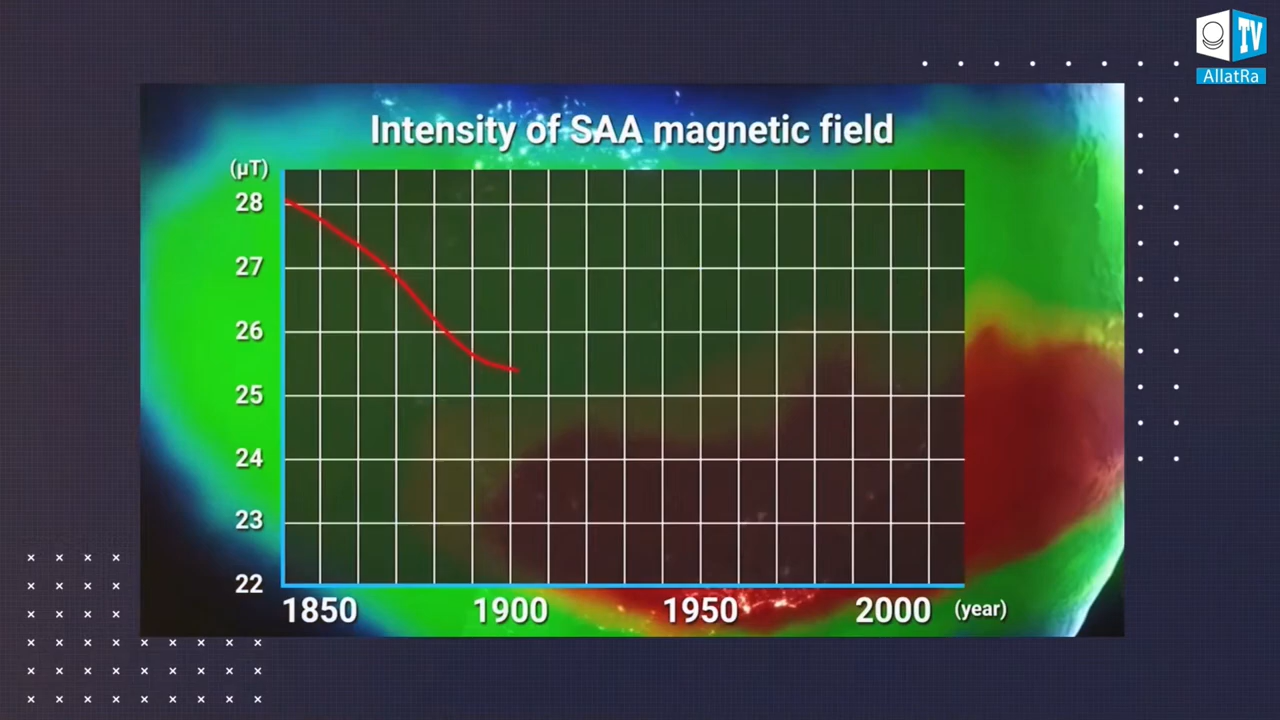 TV
AllatRa
Intensity of SAA magnetic field
(μT)
28
27
26
25
24
23
22
1850 1900 1950 2000 (year)